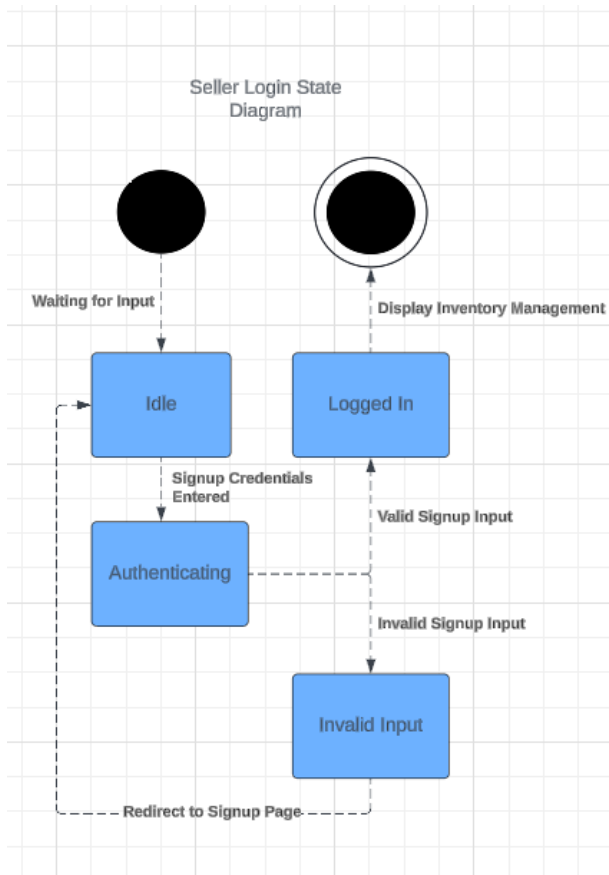 Seller Login State
Diagram
Waiting for Input
Display Inventory Management
Idle
Logged In
Signup Credentials
Entered
Valid Signup Input
Authenticating
Invalid Signup Input
Invalid Input
Redirect to Signup Page